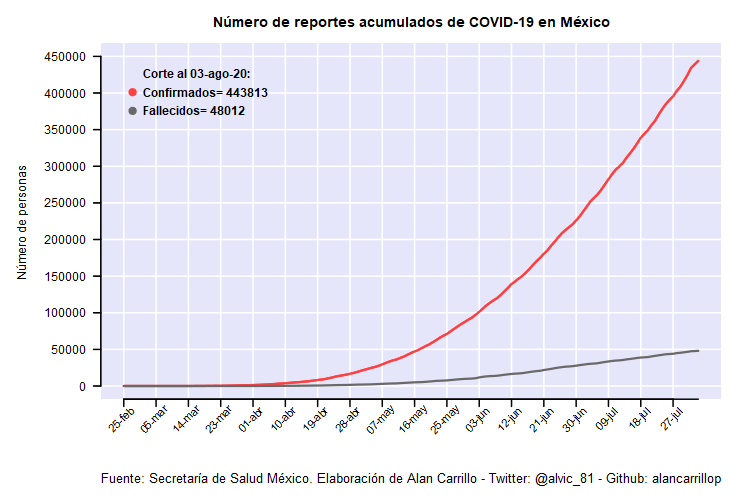 Número de reportes acumulados de COVID-19 en México
Número de personas
450000
400000
350000
300000
250000
200000
150000
100000
50000
0
Corte al 03-ago-20:
Confirmados= 443813
Fallecidos= 48012
25-feb
05-mar
14-mar
23-mar
01-abr
10-abr
19-abr
28-abr
07-may
16-may
25-may
03-jun
12-jun
21-jun
30-jun
09-jul
18-jul
27-jul
Fuente: Secretaría de Salud México. Elaboración de Alan Carrillo - Twitter: @alvic_81 - Github: alancarrillop